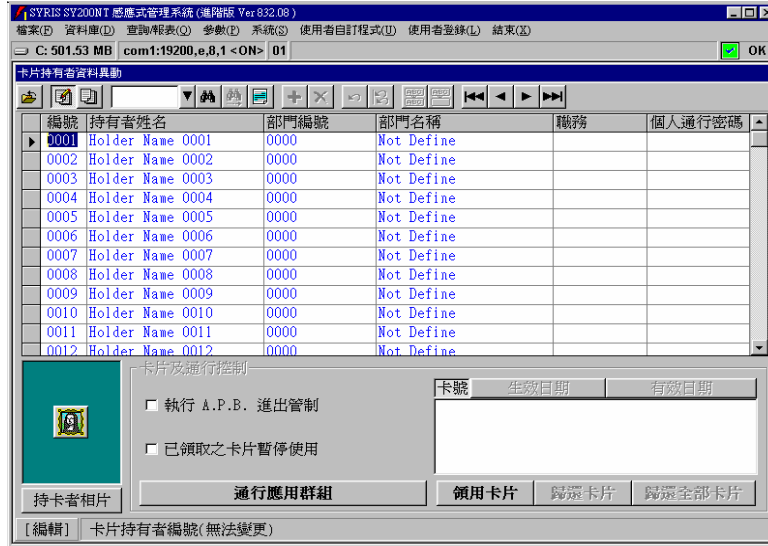 SYRIS SY200NT 感應式管理系統 (進階版 Ver 8.32.08 )
檔案(F) 資料庫(D) 查詢/報表(Q) 參數(P) 系統(S) 使用者自訂程式(U) 使用者登錄(L) 結束(X)
C: 501.53 MB com1:19200,e,8,1 <ON> 01 OK
卡片持有者資料異動
編號 持有者姓名 部門編號 部門名稱 職務 個人通行密碼
0001 Holder Name 0001 0000 Not Define
0002 Holder Name 0002 0000 Not Define
0003 Holder Name 0003 0000 Not Define
0004 Holder Name 0004 0000 Not Define
0005 Holder Name 0005 0000 Not Define
0006 Holder Name 0006 0000 Not Define
0007 Holder Name 0007 0000 Not Define
0008 Holder Name 0008 0000 Not Define
0009 Holder Name 0009 0000 Not Define
0010 Holder Name 0010 0000 Not Define
0011 Holder Name 0011 0000 Not Define
0012 Holder Name 0012 0000 Not Define
卡片及通行控制
卡號 生效日期 有效日期
執行 A.P.B. 進出管制
已領取之卡片暫停使用
持卡者相片
通行應用群組
領用卡片 歸還卡片 歸還全部卡片
[編輯] 卡片持有者編號(無法變更)